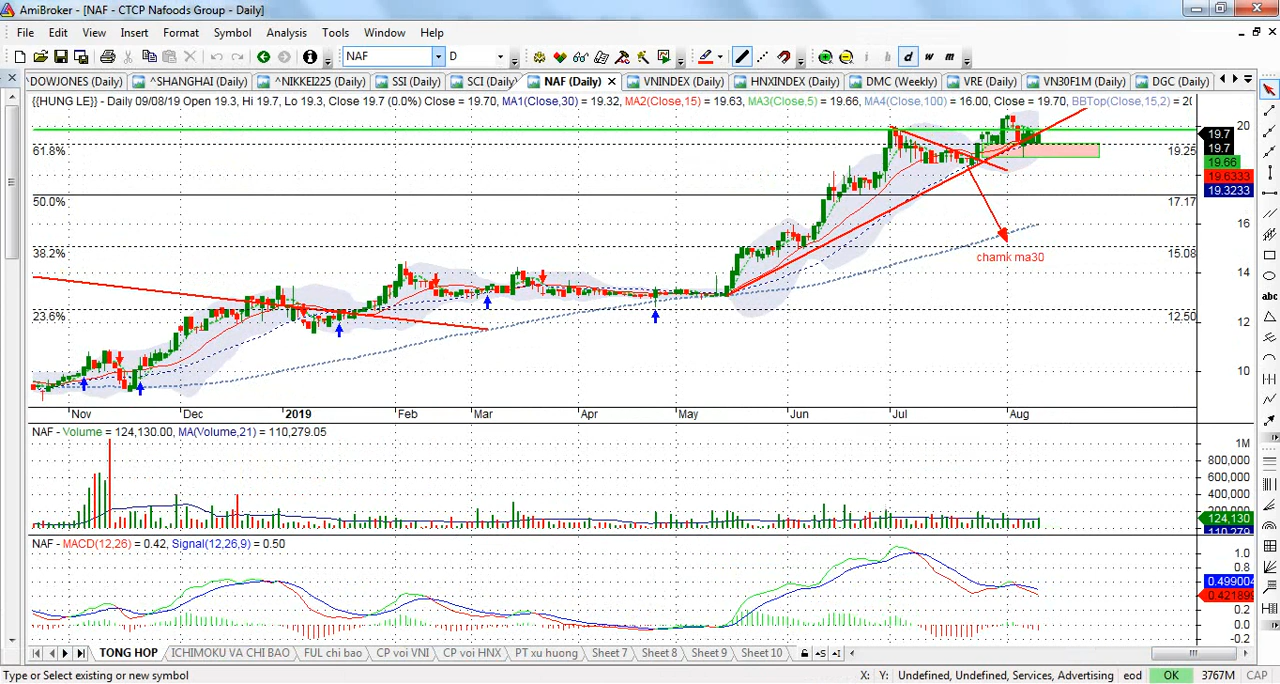 AmiBroker - [NAF - CTCP Nafoods Group - Daily]
File Edit View Insert Format Symbol Analysis Tools Window Help
NAF D i h d w m
DOWJONES (Daily) ^SHANGHAI (Daily) ^NIKKEI225 (Daily) SSI (Daily) SCI (Daily) NAF (Daily) VNINDEX (Daily) HNXINDEX (Daily) DMC (Weekly) VRE (Daily) VN30F1M (Daily) DGC (Daily)
{{HUNG LE}} - Daily 09/08/19 Open 19.3, Hi 19.7, Lo 19.3, Close 19.7 (0.0%) Close = 19.70, MA1(Close,30) = 19.32, MA2(Close,15) = 19.63, MA3(Close,5) = 19.66, MA4(Close,100) = 16.00, Close = 19.70, BBTop(Close,15,2) = 20
20
19.7
61.8% 19.25 19.7
19.66
19.6333
19.3233
50.0% 17.17
16
38.2% 15.08
chamk ma30
14
23.6% 12.50
12
10
Nov Dec 2019 Feb Mar Apr May Jun Jul Aug
NAF - Volume = 124,130.00, MA(Volume,21) = 110,279.05
1M
800,000
600,000
400,000
200,000
124,130
110,279
NAF - MACD(12,26) = 0.42, Signal(12,26,9) = 0.50
1.0
0.8
0.499004
0.421899
0.2
0.0
-0.2
TONG HOP ICHIMOKU VA CHI BAO FUL chi bao CP voi VNI CP voi HNX PT xu huong Sheet 7 Sheet 8 Sheet 9 Sheet 10
Type or Select existing or new symbol X: Y: Undefined, Undefined, Services, Advertising eod OK 3767M CAP